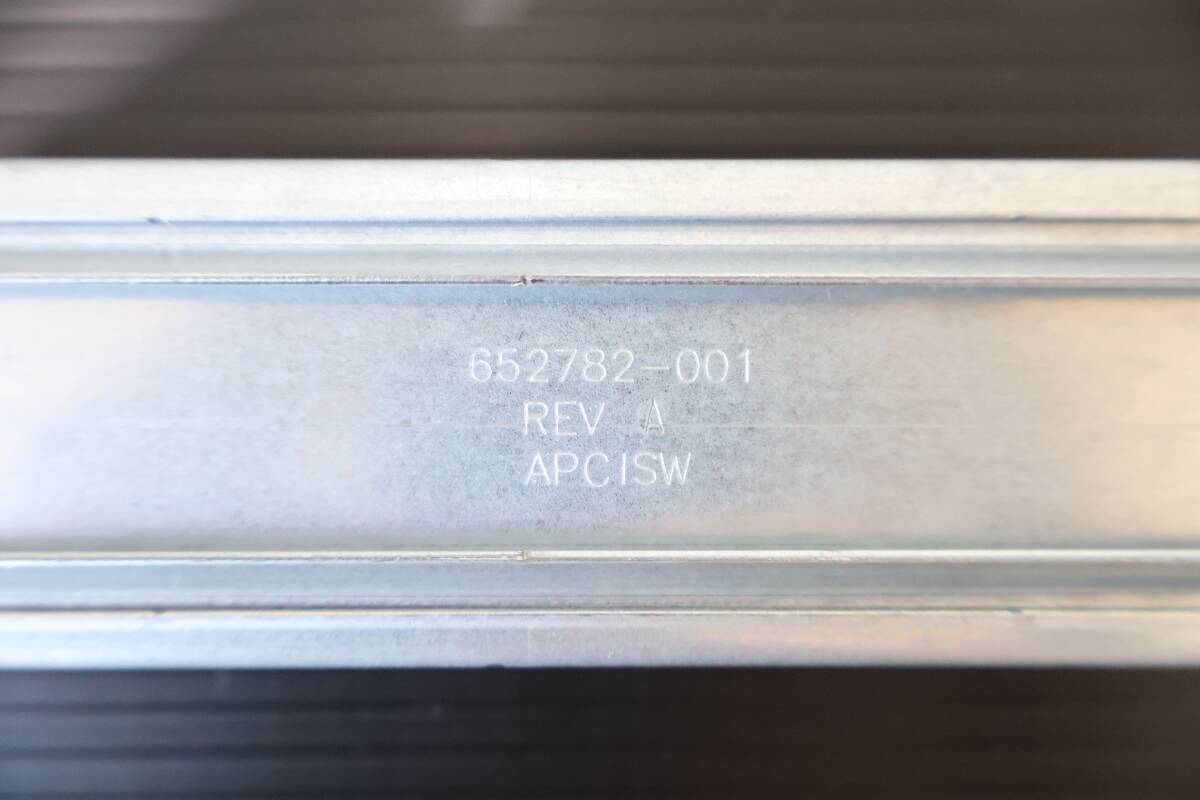 652782-001
REV A
APCISW